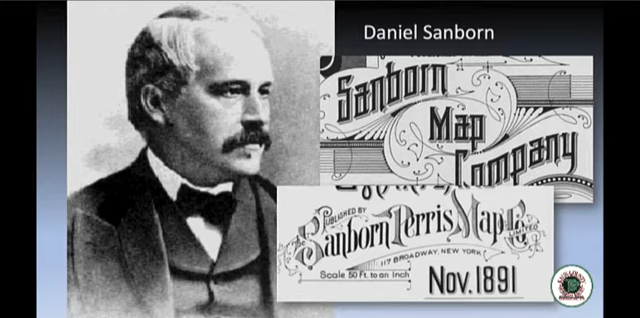 Daniel Sanborn
Sanborn
Map
Company
PUBLISHED BY
THE Sanborn Perris Map Co. LIMITED
117 BROADWAY, NEW YORK
Scale 50 Ft. to an Inch
Nov. 1891